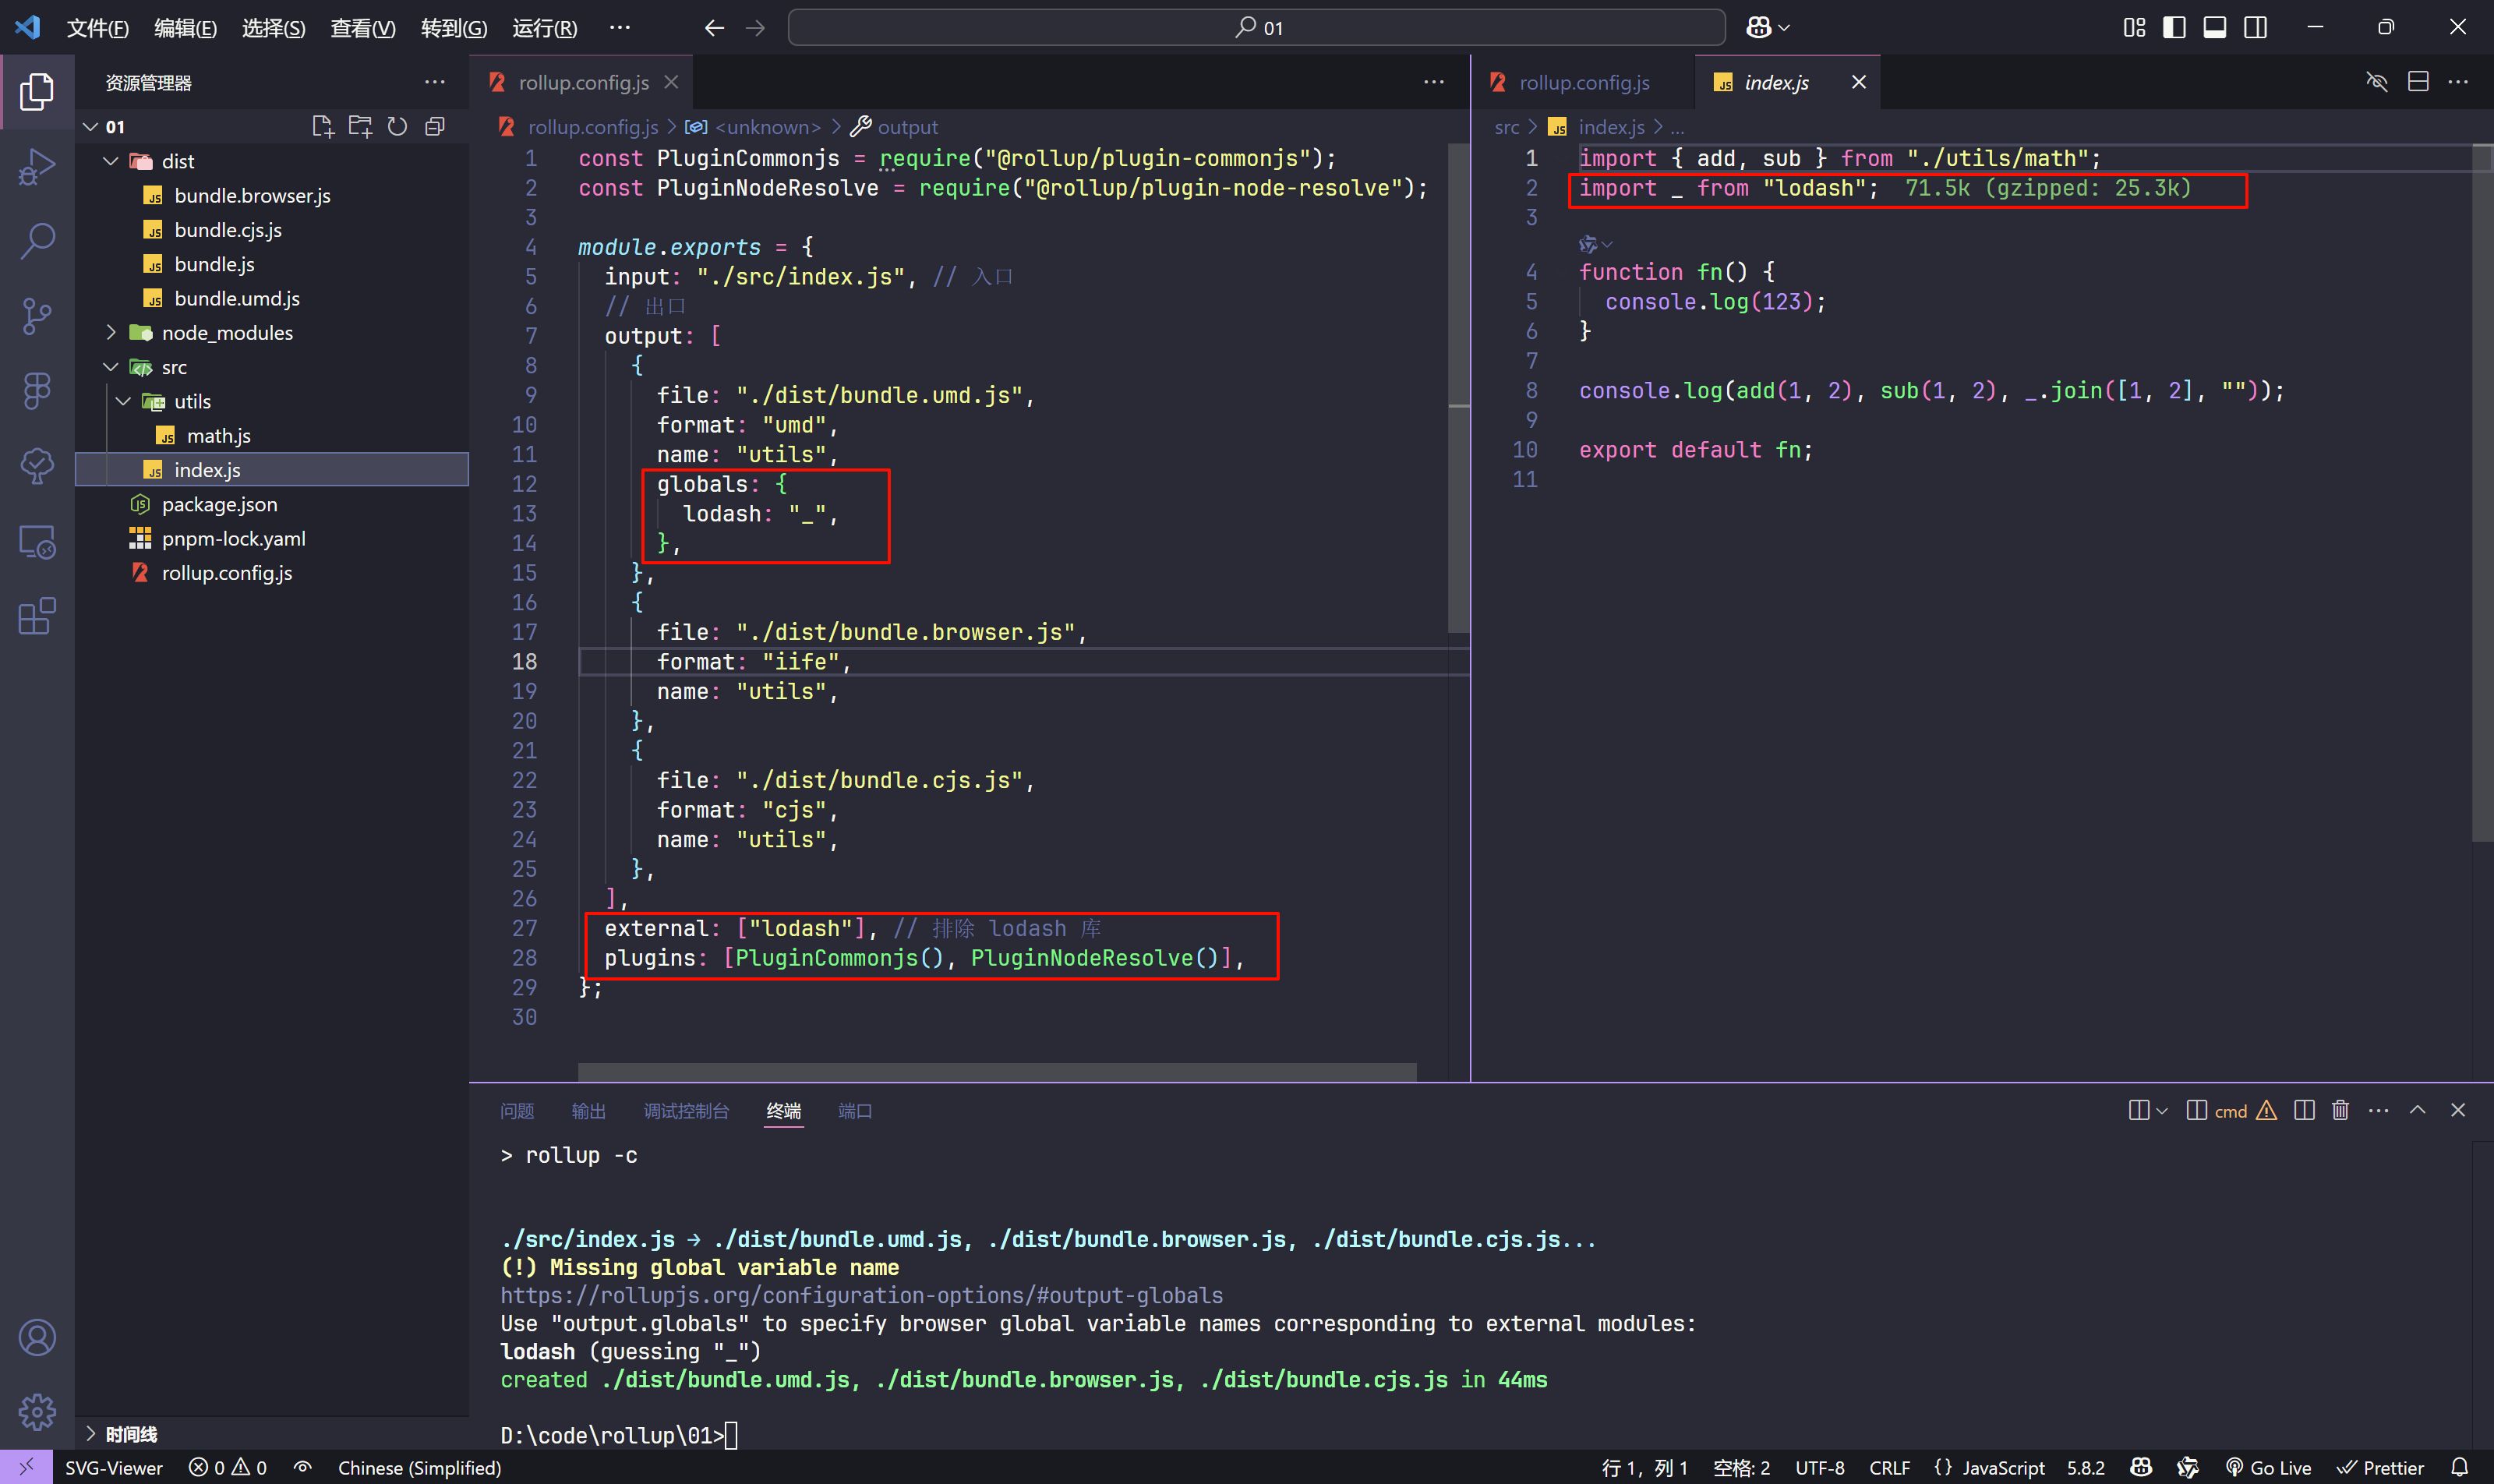 文件(F) 编辑(E) 选择(S) 查看(V) 转到(G) 运行(R) ··· 01
资源管理器
01
dist
bundle.browser.js
bundle.cjs.js
bundle.js
bundle.umd.js
node_modules
src
utils
math.js
index.js
package.json
pnpm-lock.yaml
rollup.config.js
时间线
rollup.config.js
rollup.config.js > <unknown> > output
1 const PluginCommonjs = require("@rollup/plugin-commonjs");
2 const PluginNodeResolve = require("@rollup/plugin-node-resolve");
3
4 module.exports = {
5 input: "./src/index.js", // 入口
6 // 出口
7 output: [
8 {
9 file: "./dist/bundle.umd.js",
10 format: "umd",
11 name: "utils",
12 globals: {
13 lodash: "_",
14 },
15 },
16 {
17 file: "./dist/bundle.browser.js",
18 format: "iife",
19 name: "utils",
20 },
21 {
22 file: "./dist/bundle.cjs.js",
23 format: "cjs",
24 name: "utils",
25 },
26 ],
27 external: ["lodash"], // 排除 lodash 库
28 plugins: [PluginCommonjs(), PluginNodeResolve()],
29 };
30
rollup.config.js index.js
src > index.js > ...
1 import { add, sub } from "./utils/math";
2 import _ from "lodash"; 71.5k (gzipped: 25.3k)
3
4 function fn() {
5 console.log(123);
6 }
7
8 console.log(add(1, 2), sub(1, 2), _.join([1, 2], ""));
9
10 export default fn;
11
问题 输出 调试控制台 终端 端口 cmd
> rollup -c
./src/index.js → ./dist/bundle.umd.js, ./dist/bundle.browser.js, ./dist/bundle.cjs.js...
(!) Missing global variable name
https://rollupjs.org/configuration-options/#output-globals
Use "output.globals" to specify browser global variable names corresponding to external modules:
lodash (guessing "_")
created ./dist/bundle.umd.js, ./dist/bundle.browser.js, ./dist/bundle.cjs.js in 44ms
D:\code\rollup\01>
SVG-Viewer 0 0 Chinese (Simplified) 行 1, 列 1 空格: 2 UTF-8 CRLF {} JavaScript 5.8.2 Go Live Prettier